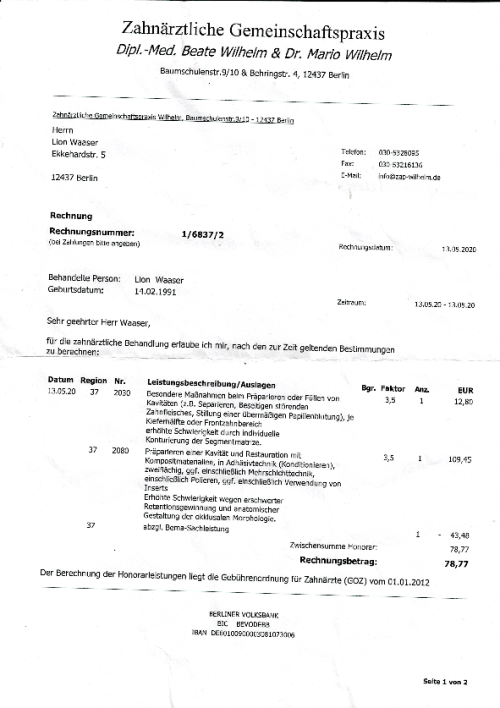 Zahnärztliche Gemeinschaftspraxis
Dipl.-Med. Beate Wilhelm & Dr. Mario Wilhelm
Baumschulenstr.9/10 & Behringstr. 4, 12437 Berlin
Zahnärztliche Gemeinschaftspraxis Wilhelm, Baumschulenstr.9/10 - 12437 Berlin
Herrn
Lion Waaser
Ekkehardstr. 5
12437 Berlin
Telefon: 030-5328095
Fax: 030-53216136
E-Mail: info@zap-wilhelm.de
Rechnung
Rechnungsnummer: 1/6837/2
(bei Zahlungen bitte angeben)
Rechnungsdatum: 13.05.2020
Behandelte Person: Lion Waaser
Geburtsdatum: 14.02.1991
Zeitraum: 13.05.20 - 13.05.20
Sehr geehrter Herr Waaser,
für die zahnärztliche Behandlung erlaube ich mir, nach den zur Zeit geltenden Bestimmungen
zu berechnen:
Datum Region Nr. Leistungsbeschreibung/Auslagen Bgr. Faktor Anz. EUR
13.05.20 37 2030 Besondere Maßnahmen beim Präparieren oder Füllen von 3,5 1 12,80
Kavitäten (z.B. Separieren, Beseitigen störenden
Zahnfleisches, Stillung einer übermäßigen Papillenblutung), je
Kieferhälfte oder Frontzahnbereich
erhöhte Schwierigkeit durch individuelle
Konturierung der Segmentmatrize.
37 2080 Präparieren einer Kavität und Restauration mit 3,5 1 109,45
Kompositmaterialien, in Adhäsivtechnik (Konditionieren),
zweiflächig, ggf. einschließlich Mehrschichttechnik,
einschließlich Polieren, ggf. einschließlich Verwendung von
Inserts
Erhöhte Schwierigkeit wegen erschwerter
Retentionsgewinnung und anatomischer
Gestaltung der okklusalen Morphologie.
37 abzgl. Bema-Sachleistung 1 - 43,48
Zwischensumme Honorar: 78,77
Rechnungsbetrag: 78,77
Der Berechnung der Honorarleistungen liegt die Gebührenordnung für Zahnärzte (GOZ) vom 01.01.2012
BERLINER VOLKSBANK
BIC BEVODEBB
Seite 1 von 2